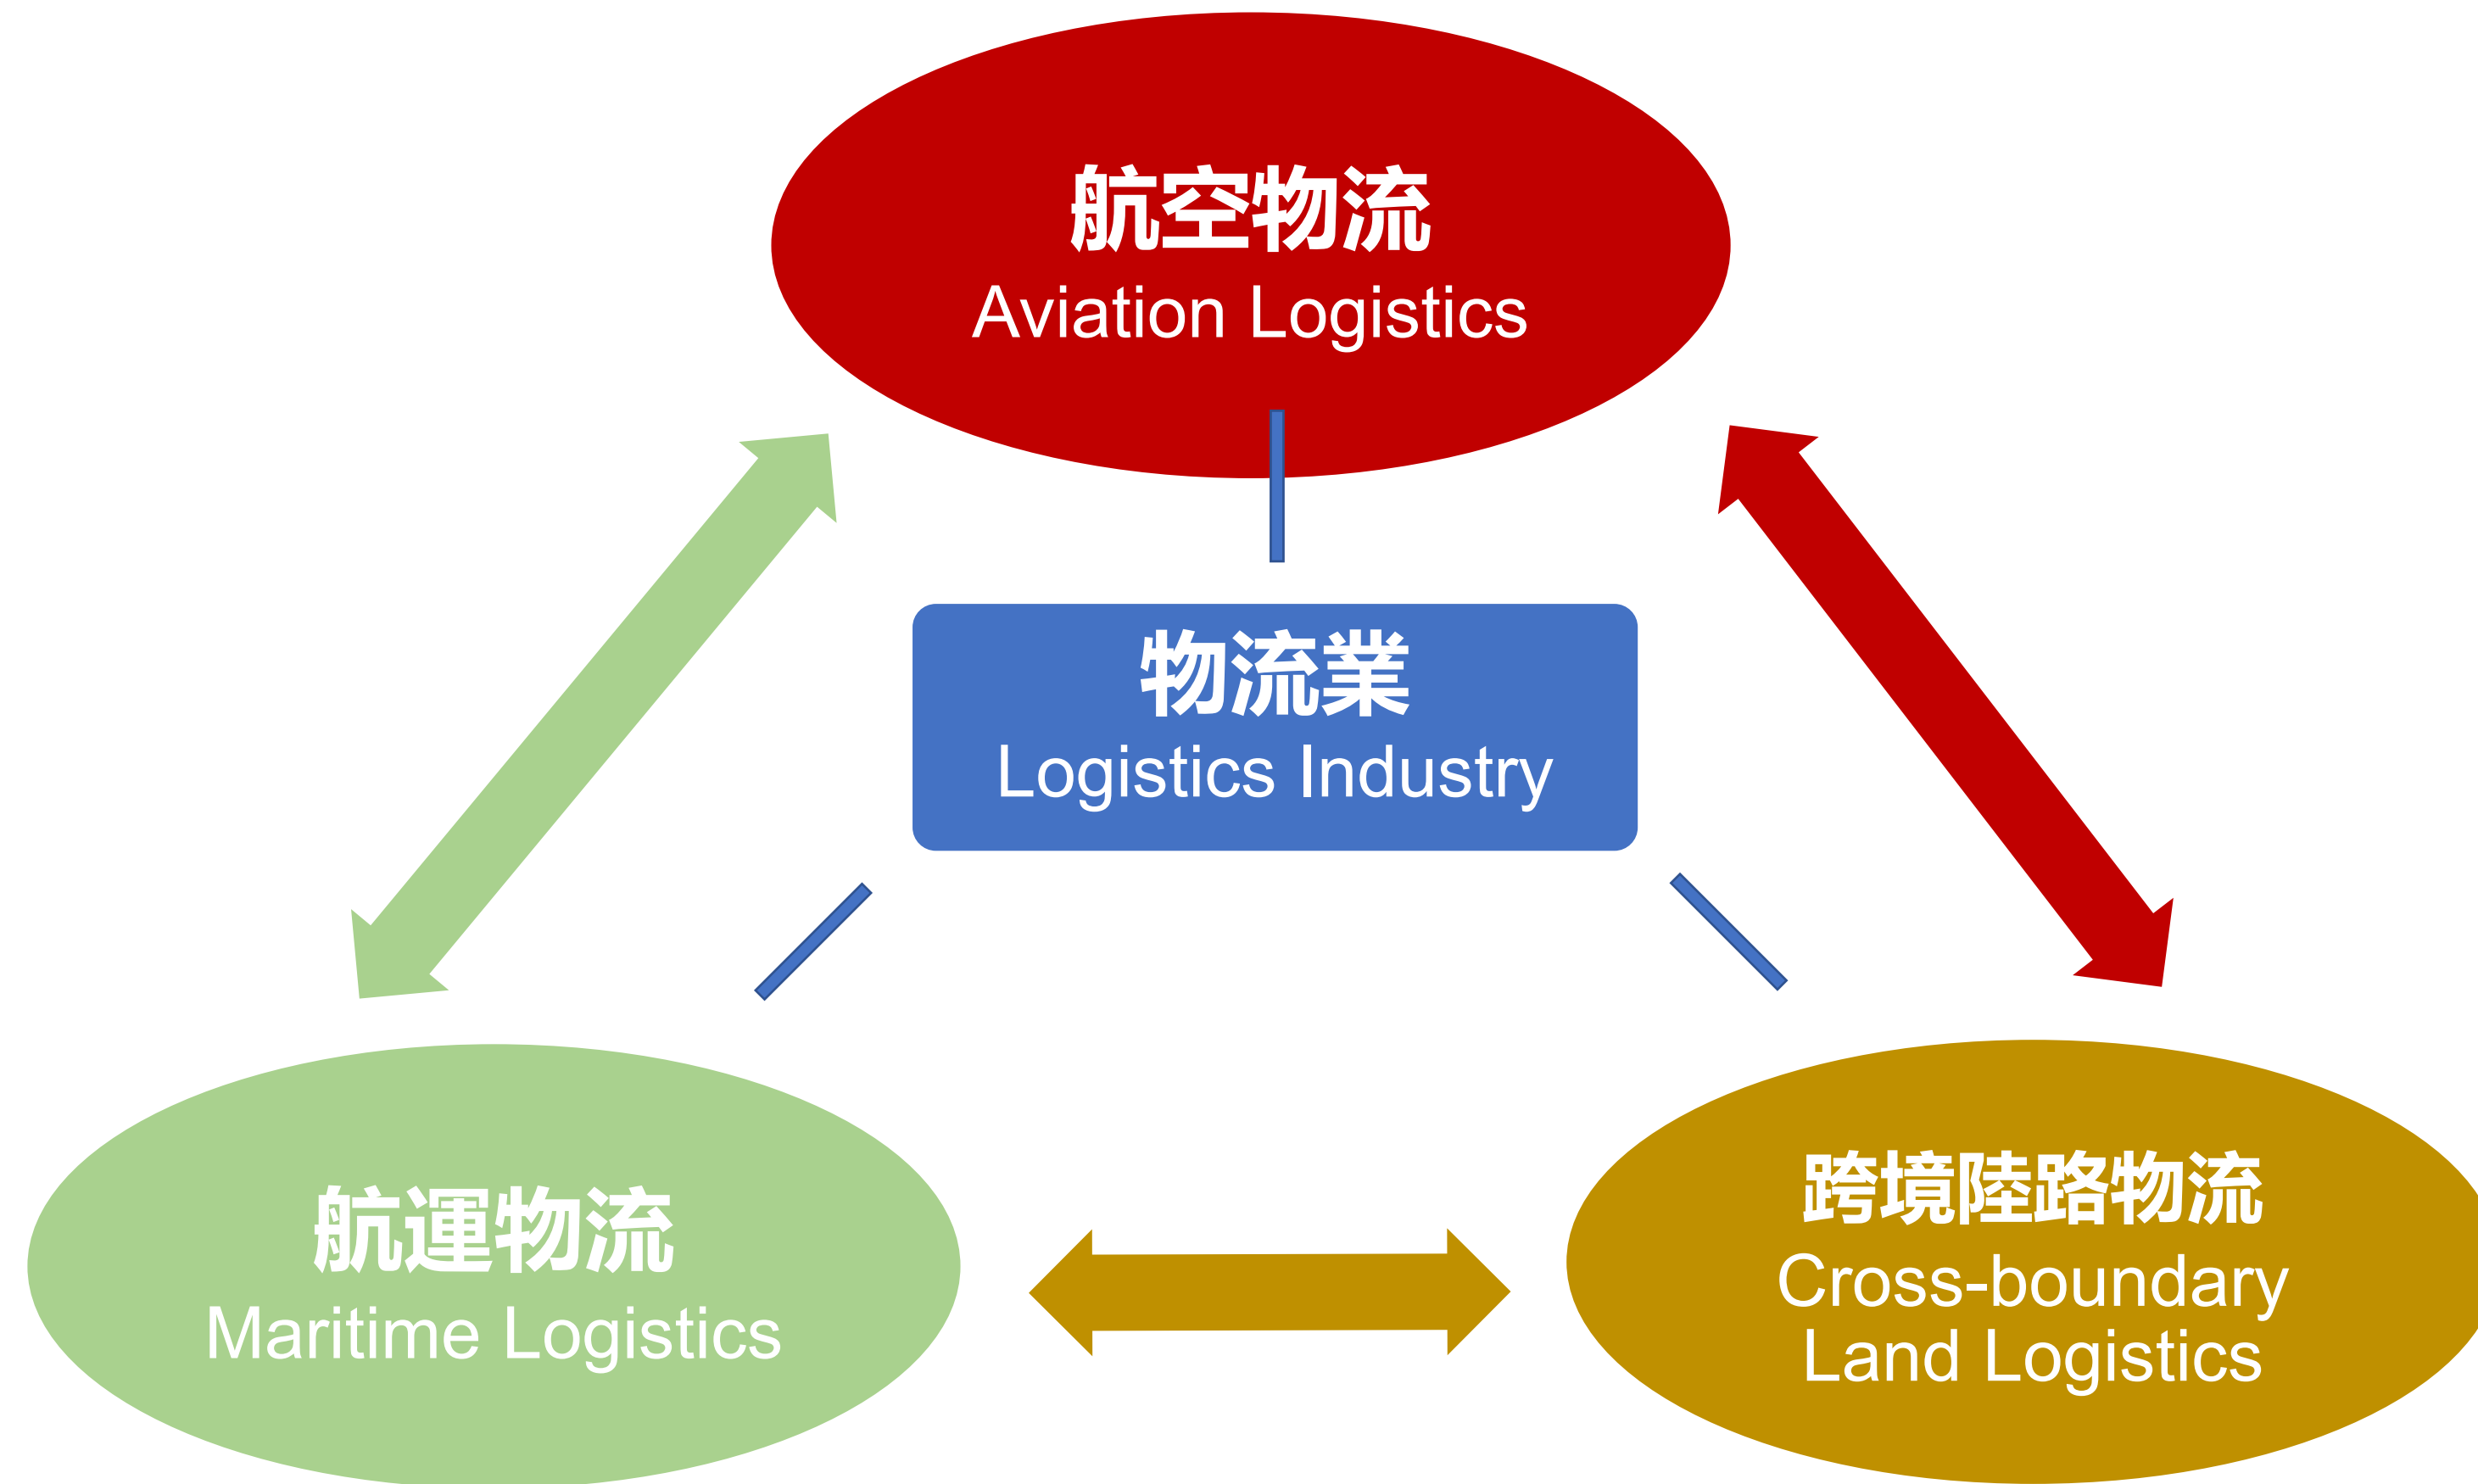 航空物流
Aviation Logistics
物流業
Logistics Industry
航運物流
Maritime Logistics
跨境陸路物流
Cross-boundary
Land Logistics